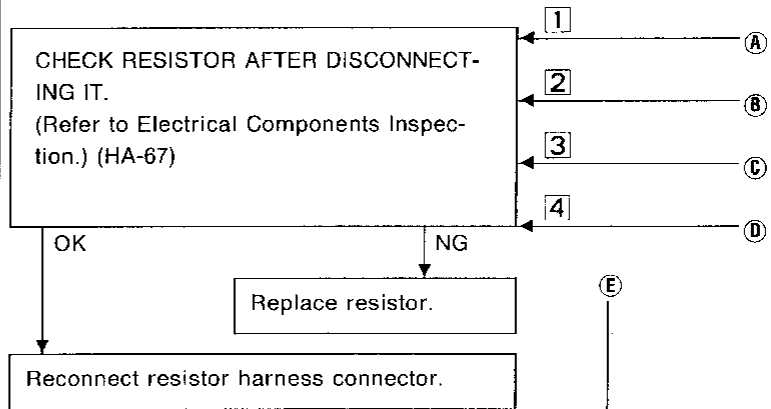 1
A
CHECK RESISTOR AFTER DISCONNECT-
ING IT.
2
B
(Refer to Electrical Components Inspec-
tion.) (HA-67)
3
C
4
D
OK
NG
E
Replace resistor.
Reconnect resistor harness connector.